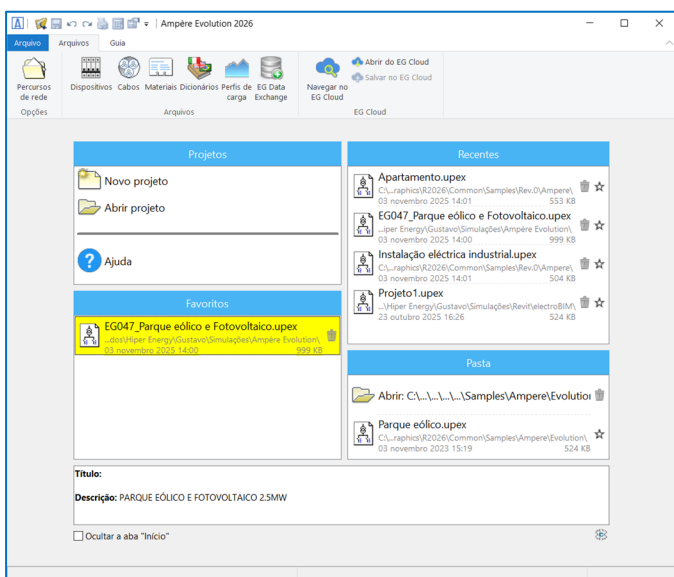 Ampère Evolution 2026
Arquivo Arquivos Guia
Percursos de rede
Dispositivos Cabos Materiais Dicionários Perfis de carga EG Data Exchange
Navegar no EG Cloud
Abrir do EG Cloud
Salvar no EG Cloud
Opções Arquivos EG Cloud
Projetos
Novo projeto
Abrir projeto
Ajuda
Favoritos
EG047_Parque eólico e Fotovoltaico.upex
...dos\Hiper Energy\Gustavo\Simulações\Ampère Evolution\
03 novembro 2025 14:00 999 KB
Recentes
Apartamento.upex
C:\...raphics\R2026\Common\Samples\Rev.0\Ampere\
03 novembro 2025 14:01 553 KB
EG047_Parque eólico e Fotovoltaico.upex
...iper Energy\Gustavo\Simulações\Ampère Evolution\
03 novembro 2025 14:00 999 KB
Instalação eléctrica industrial.upex
C:\...raphics\R2026\Common\Samples\Rev.0\Ampere\
03 novembro 2025 14:01 504 KB
Projeto1.upex
...\Hiper Energy\Gustavo\Simulações\Revit\electroBIM\
23 outubro 2025 16:26 524 KB
Pasta
Abrir: C:\...\...\...\...\Samples\Ampere\Evolution
Parque eólico.upex
C:\...raphics\R2026\Common\Samples\Ampere\Evolution\
03 novembro 2023 15:19 524 KB
Título:
Descrição: PARQUE EÓLICO E FOTOVOLTAICO 2.5MW
Ocultar a aba "Início"